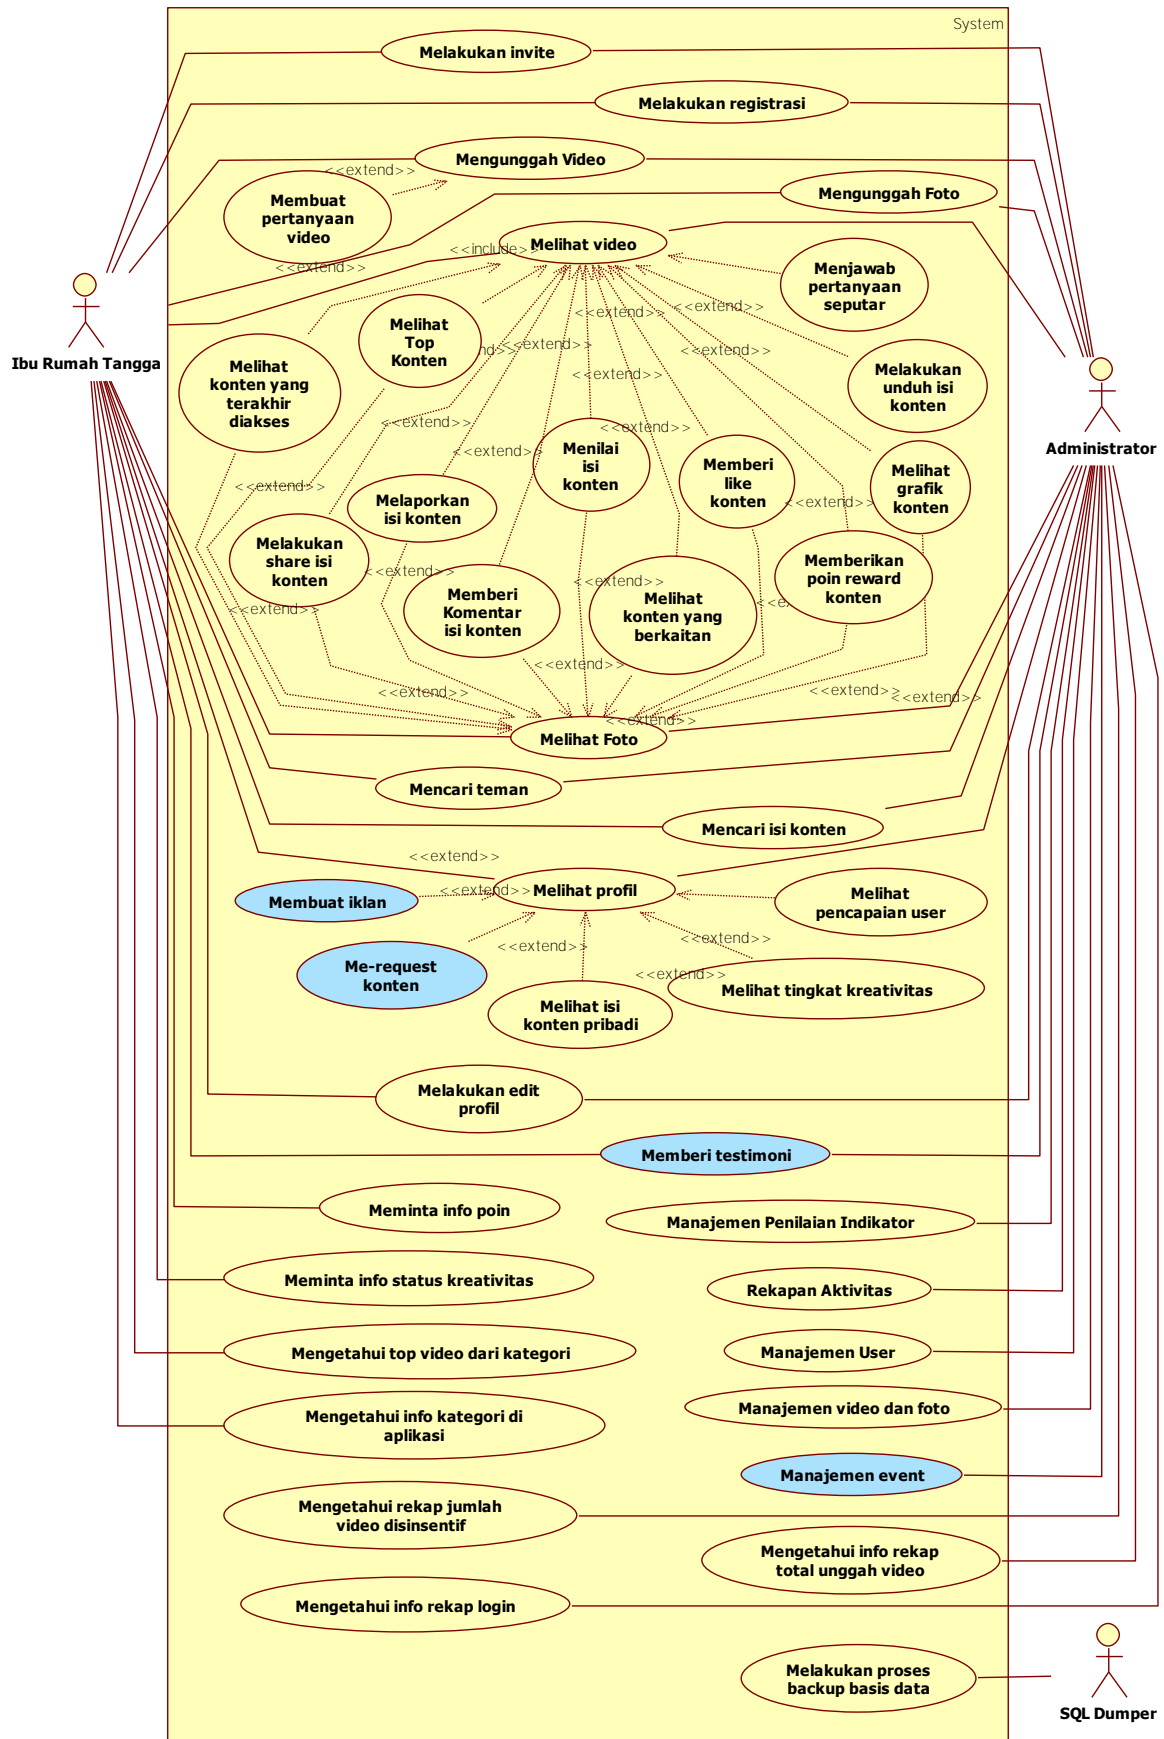 System
Melakukan invite
Melakukan registrasi
Mengunggah Video
<<extend>>
Membuat
pertanyaan
video
Mengunggah Foto
Melihat video
<<include>>
<<extend>>
Menjawab
pertanyaan
seputar
Ibu Rumah Tangga
Melihat
Top
Konten
<<extend>>
<<extend>>
<<extend>>
<<extend>>
Melihat
konten yang
terakhir
diakses
Melakukan
unduh isi
konten
<<extend>>
<<extend>>
<<extend>>
<<extend>>
Administrator
Menilai
isi
konten
Memberi
like
konten
Melihat
grafik
konten
<<extend>>
Melaporkan
isi konten
<<extend>>
Melakukan
share isi
konten
<<extend>>
<<extend>>
Memberi
Komentar
isi konten
Melihat
konten yang
berkaitan
Memberikan
poin reward
konten
<<extend>>
<<extend>>
<<extend>>
<<extend>>
<<extend>>
<<extend>>
Melihat Foto
Mencari teman
Mencari isi konten
<<extend>>
<<extend>>
Melihat profil
Membuat iklan
Melihat
pencapaian user
<<extend>>
<<extend>>
<<extend>>
Me-request
konten
Melihat isi
konten pribadi
Melihat tingkat kreativitas
Melakukan edit
profil
Memberi testimoni
Meminta info poin
Manajemen Penilaian Indikator
Meminta info status kreativitas
Rekapan Aktivitas
Mengetahui top video dari kategori
Manajemen User
Mengetahui info kategori di
aplikasi
Manajemen video dan foto
Manajemen event
Mengetahui rekap jumlah
video disinsentif
Mengetahui info rekap
total unggah video
Mengetahui info rekap login
Melakukan proses
backup basis data
SQL Dumper